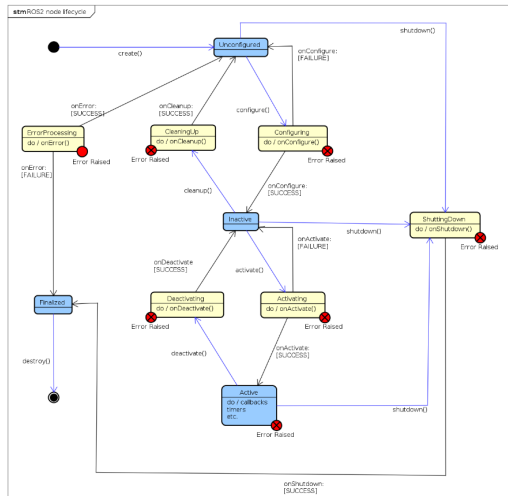 stm ROS2 node lifecycle
Unconfigured
shutdown()
create()
onConfigure:
[FAILURE]
onError:
[SUCCESS]
onCleanup:
[SUCCESS]
configure()
ErrorProcessing
do / onError()
Error Raised
CleaningUp
do / onCleanup()
Error Raised
Configuring
do / onConfigure()
Error Raised
onError:
[FAILURE]
cleanup()
onConfigure:
[SUCCESS]
Inactive
shutdown()
ShuttingDown
do / onShutdown()
Error Raised
onActivate:
[FAILURE]
onDeactivate
[SUCCESS]
activate()
Finalized
Deactivating
do / onDeactivate()
Error Raised
Activating
do / onActivate()
Error Raised
onActivate:
[SUCCESS]
destroy()
deactivate()
Active
do / callbacks
timers
etc.
Error Raised
shutdown()
onShutdown:
[SUCCESS]